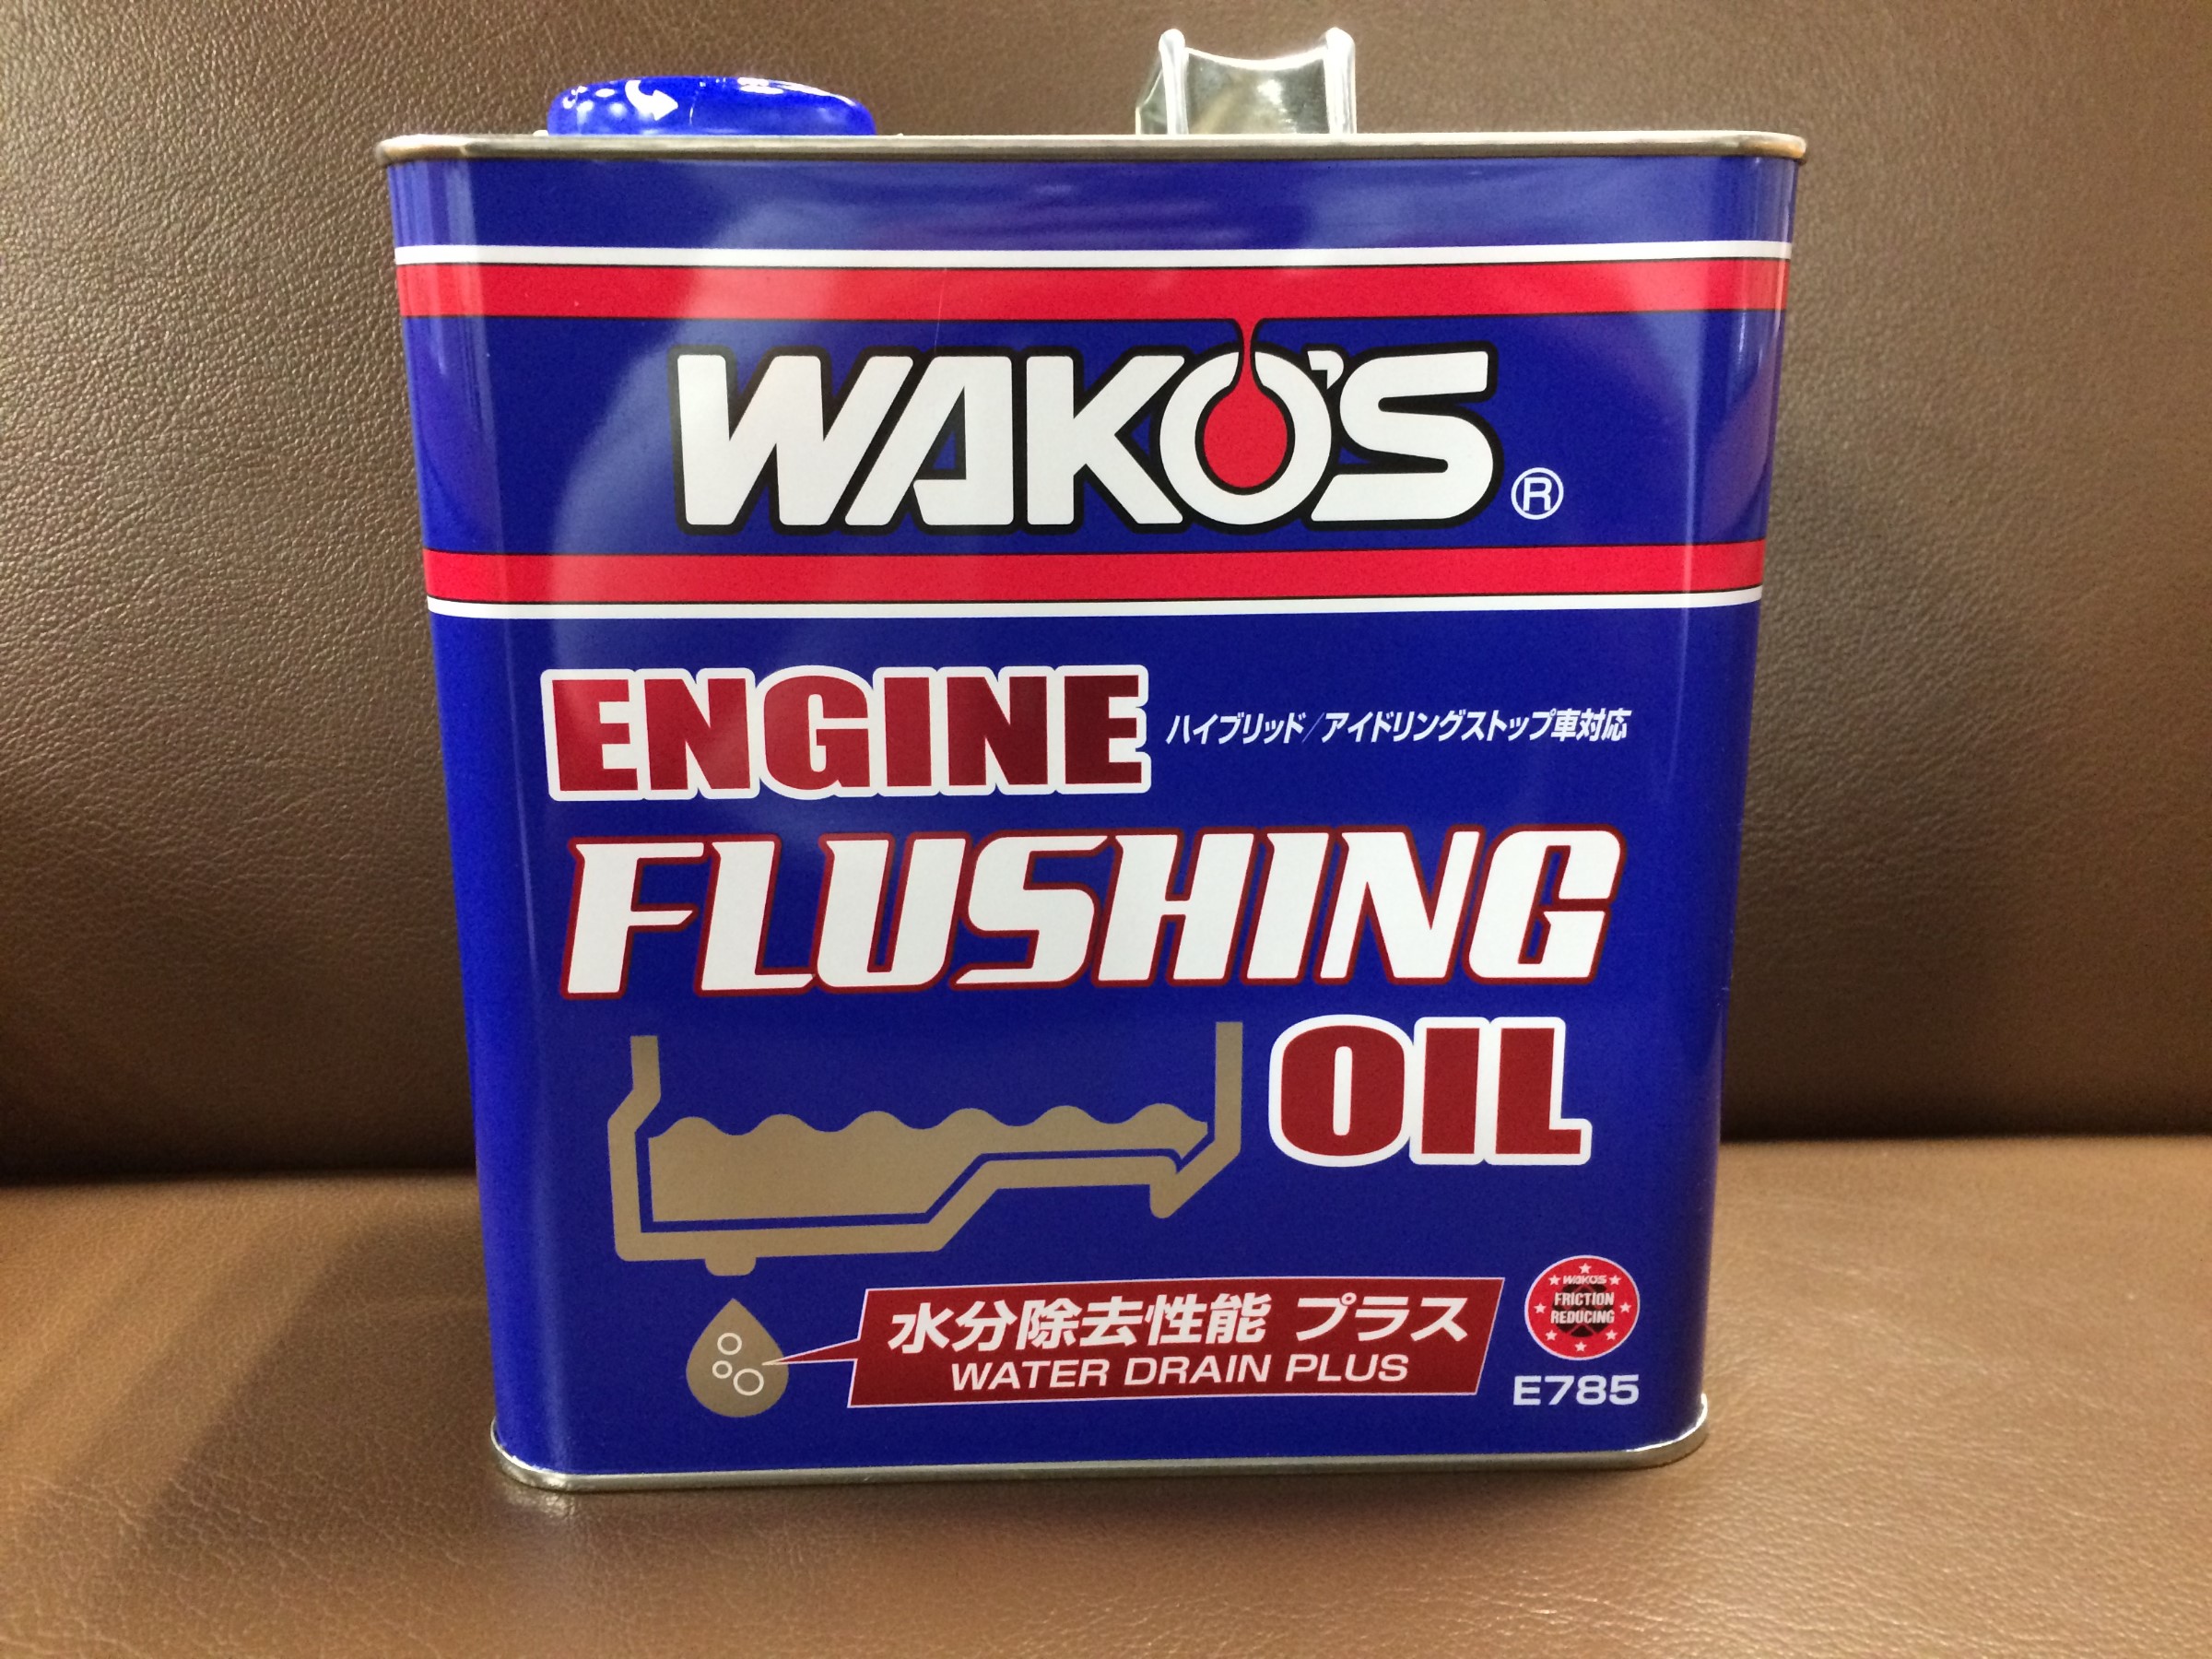 WAKO'S®
ENGINE
ハイブリッド/アイドリングストップ車対応
FLUSHING
OIL
水分除去性能 プラス
WATER DRAIN PLUS
WAKO'S
FRICTION
REDUCING
E785